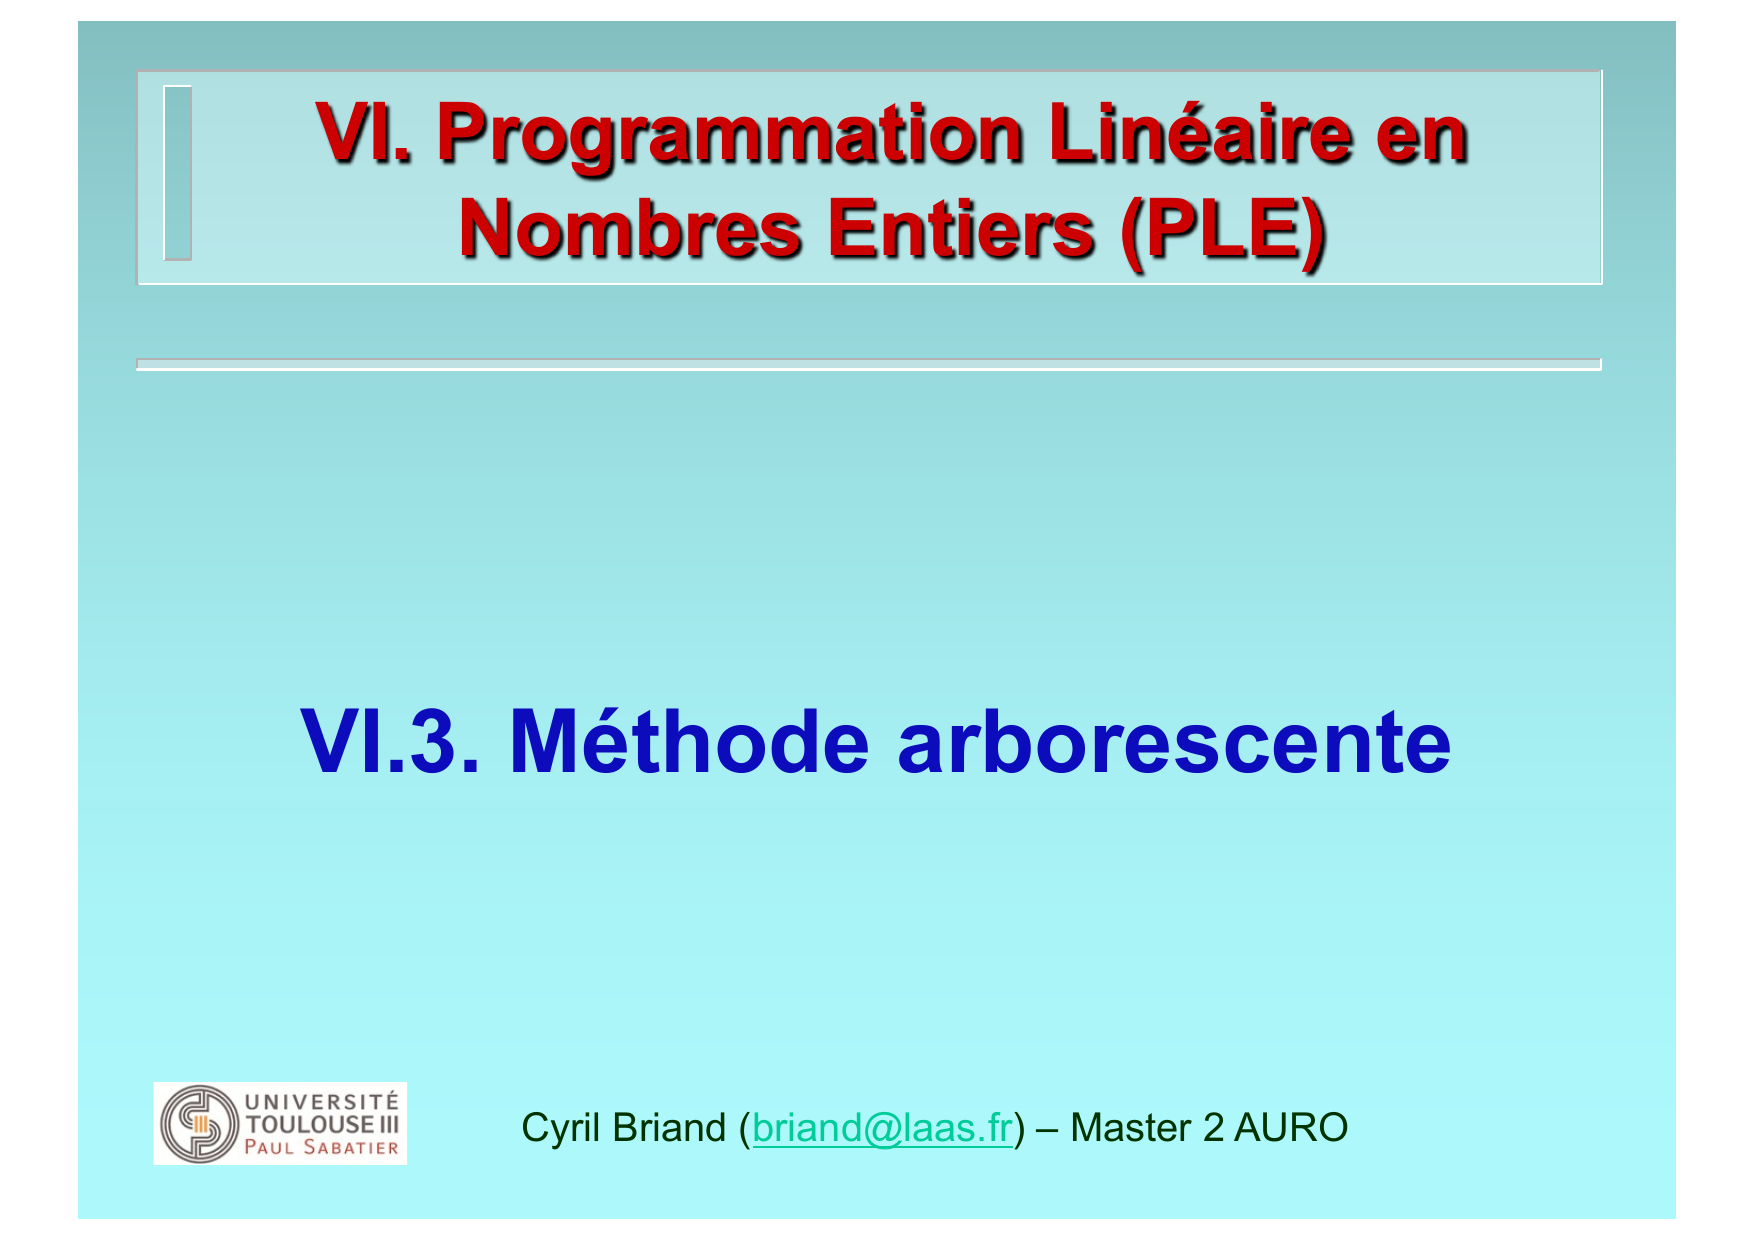 VI. Programmation Linéaire en
Nombres Entiers (PLE)
VI.3. Méthode arborescente
UNIVERSITÉ
TOULOUSE III
PAUL SABATIER
Cyril Briand (briand@laas.fr) – Master 2 AURO